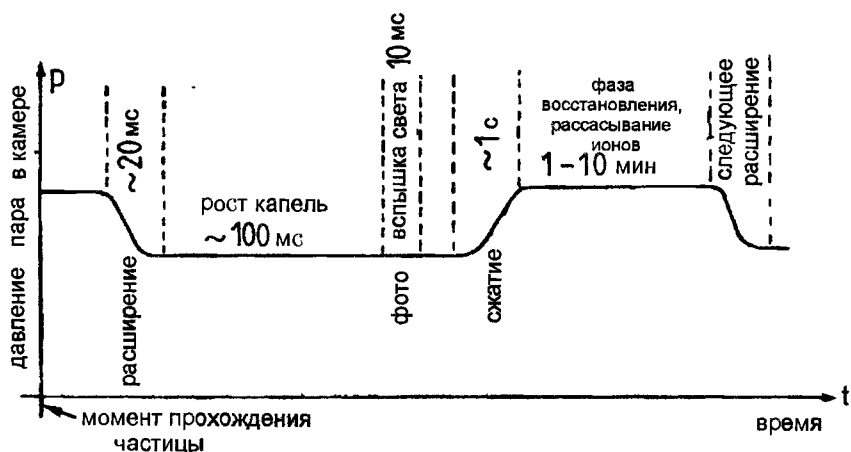 P
давление пара в камере
~20 мс
расширение
рост капель
~100 мс
вспышка света 10 мс
фото
~1 с
сжатие
фаза
восстановления,
рассасывание
ионов
1-10 мин
следующее
расширение
t
время
момент прохождения
частицы